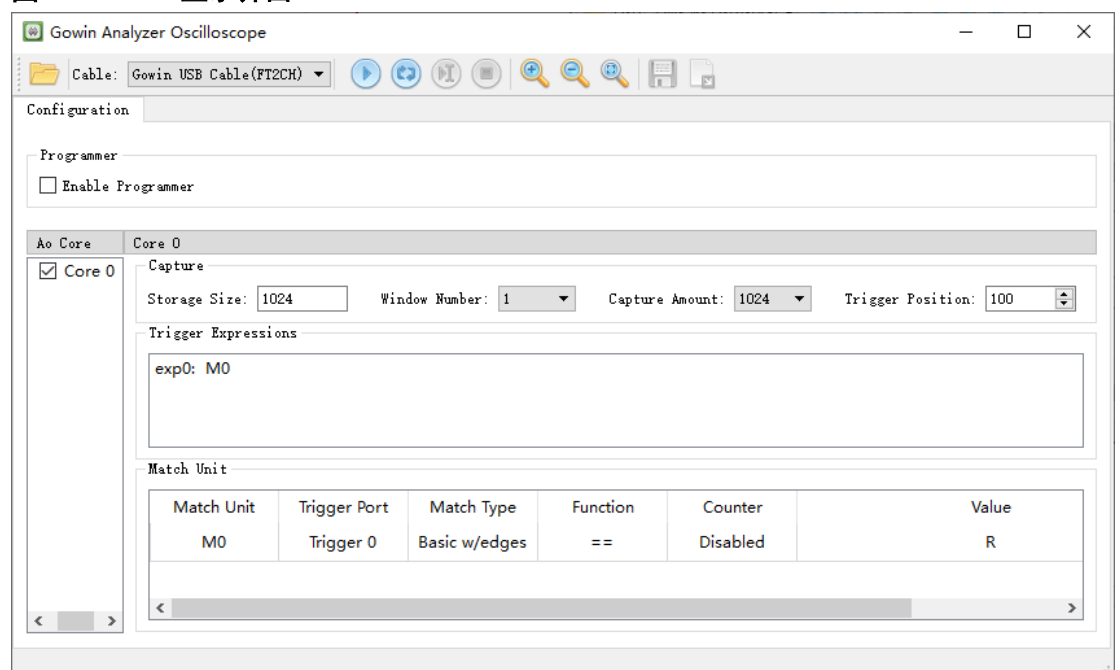 Gowin Analyzer Oscilloscope
Cable: Gowin USB Cable(FT2CH)
Configuration
Programmer
Enable Programmer
Ao Core Core 0
Core 0
Capture
Storage Size: 1024 Window Number: 1 Capture Amount: 1024 Trigger Position: 100
Trigger Expressions
exp0: M0
Match Unit
Match Unit Trigger Port Match Type Function Counter Value
M0 Trigger 0 Basic w/edges == Disabled R